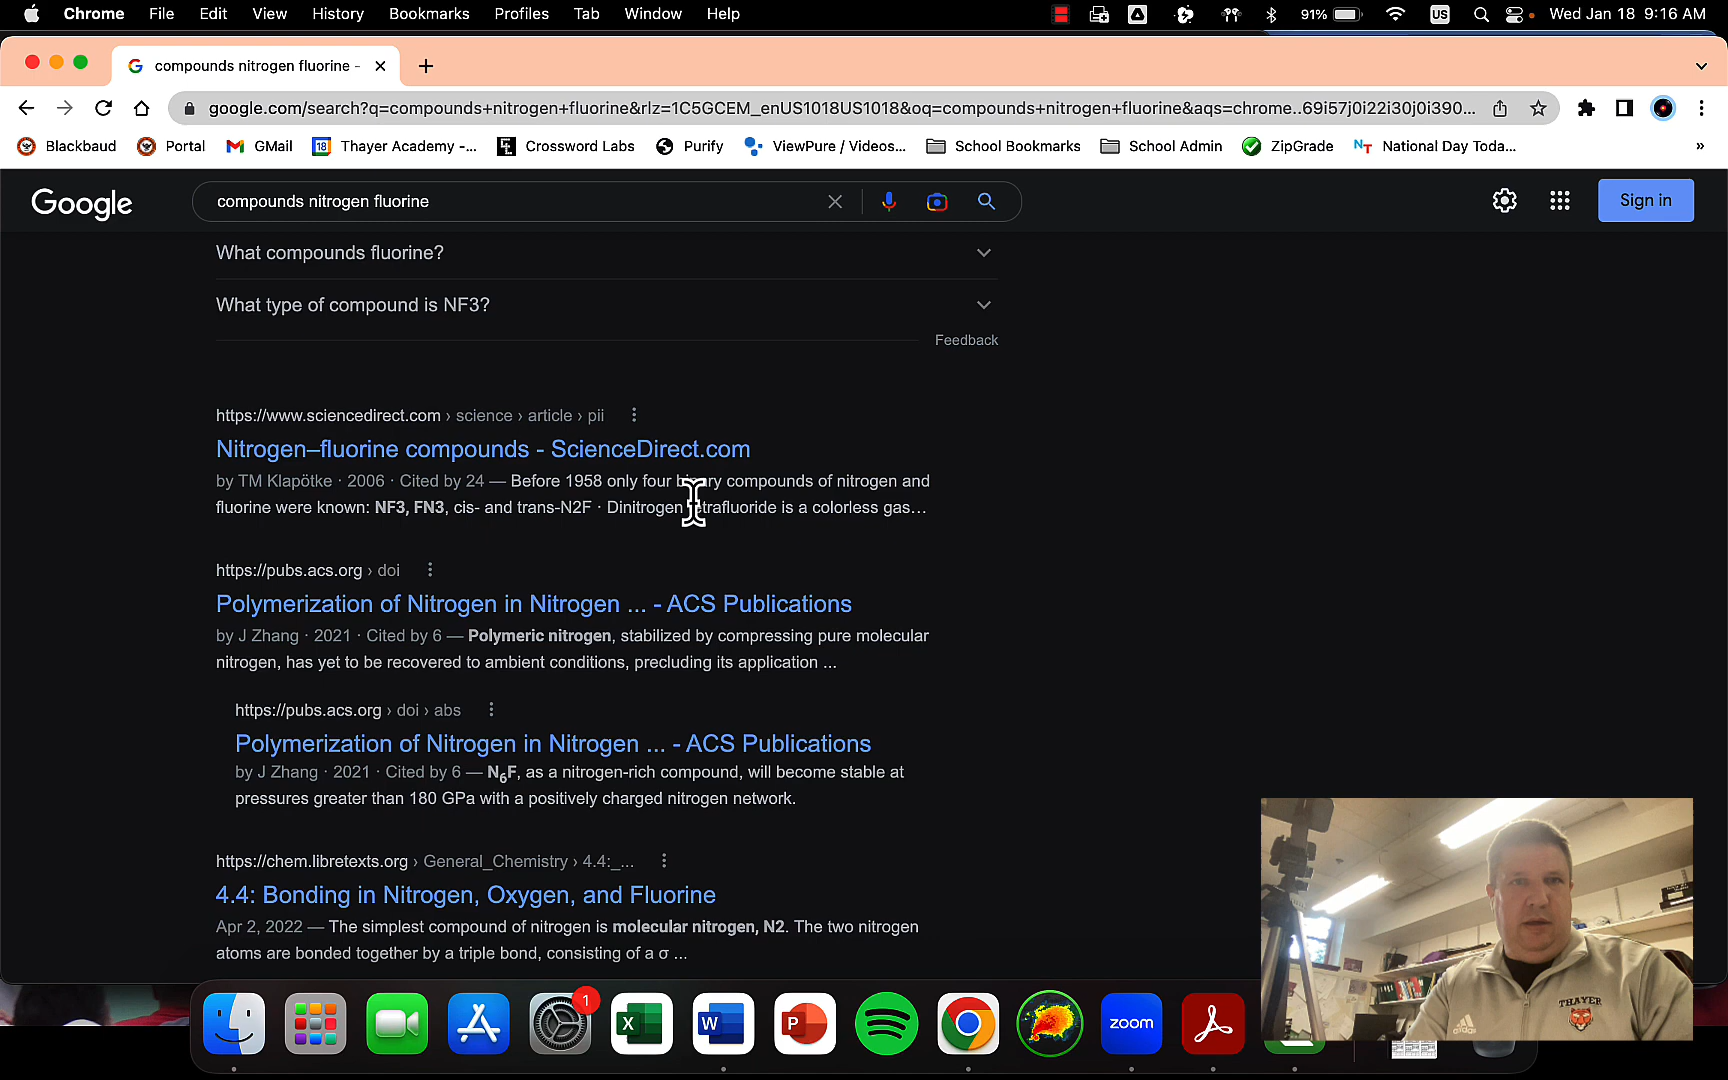 Chrome File Edit View History Bookmarks Profiles Tab Window Help 91% US Wed Jan 18 9:16 AM
compounds nitrogen fluorine -
google.com/search?q=compounds+nitrogen+fluorine&rlz=1C5GCEM_enUS1018US1018&oq=compounds+nitrogen+fluorine&aqs=chrome..69i57j0i22i30j0i390...
Blackbaud Portal GMail 18 Thayer Academy -... Crossword Labs Purify ViewPure / Videos... School Bookmarks School Admin ZipGrade NT National Day Toda... »
Google compounds nitrogen fluorine Sign in
What compounds fluorine?
What type of compound is NF3?
Feedback
https://www.sciencedirect.com › science › article › pii
Nitrogen–fluorine compounds - ScienceDirect.com
by TM Klapötke · 2006 · Cited by 24 — Before 1958 only four binary compounds of nitrogen and
fluorine were known: NF3, FN3, cis- and trans-N2F · Dinitrogen tetrafluoride is a colorless gas...
https://pubs.acs.org › doi
Polymerization of Nitrogen in Nitrogen ... - ACS Publications
by J Zhang · 2021 · Cited by 6 — Polymeric nitrogen, stabilized by compressing pure molecular
nitrogen, has yet to be recovered to ambient conditions, precluding its application ...
https://pubs.acs.org › doi › abs
Polymerization of Nitrogen in Nitrogen ... - ACS Publications
by J Zhang · 2021 · Cited by 6 — N₆F, as a nitrogen-rich compound, will become stable at
pressures greater than 180 GPa with a positively charged nitrogen network.
https://chem.libretexts.org › General_Chemistry › 4.4:_...
4.4: Bonding in Nitrogen, Oxygen, and Fluorine
Apr 2, 2022 — The simplest compound of nitrogen is molecular nitrogen, N2. The two nitrogen
atoms are bonded together by a triple bond, consisting of a σ ...
THAYER
1
X W P zoom